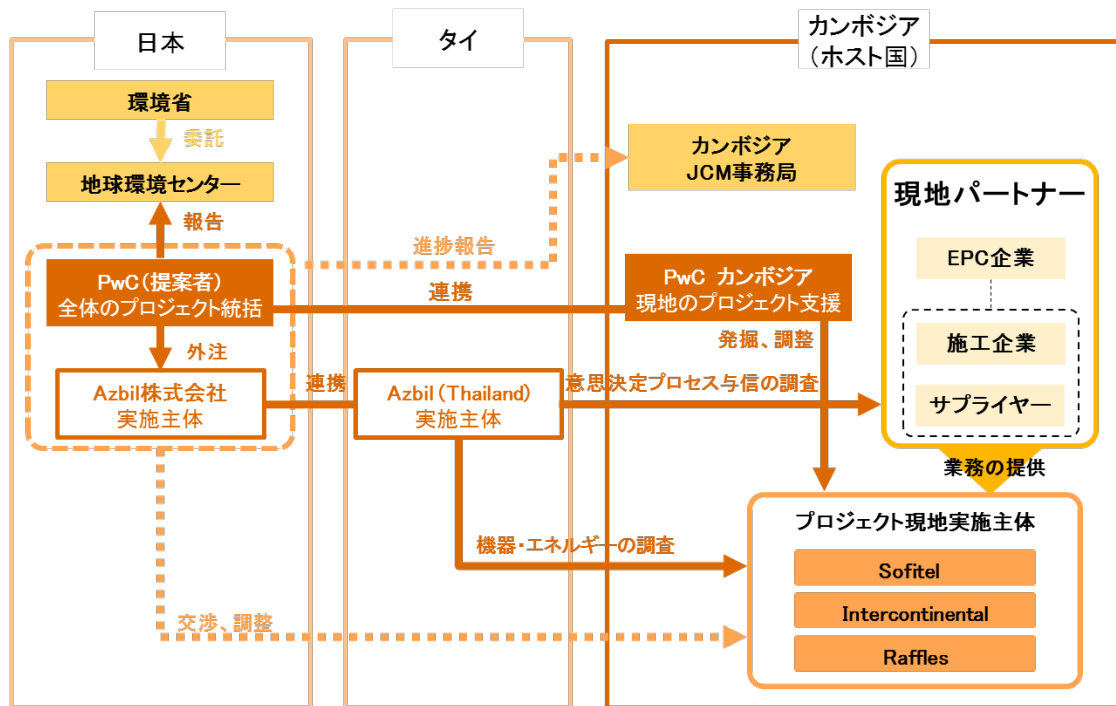 日本
タイ
カンボジア
（ホスト国）
環境省
委託
地球環境センター
報告
カンボジア
JCM事務局
進捗報告
現地パートナー
EPC企業
施工企業
サプライヤー
PwC（提案者）
全体のプロジェクト統括
連携
PwC カンボジア
現地のプロジェクト支援
外注
発掘、調整
Azbil株式会社
実施主体
連携
Azbil（Thailand）
実施主体
意思決定プロセス与信の調査
業務の提供
プロジェクト現地実施主体
機器・エネルギーの調査
Sofitel
Intercontinental
Raffles
交渉、調整